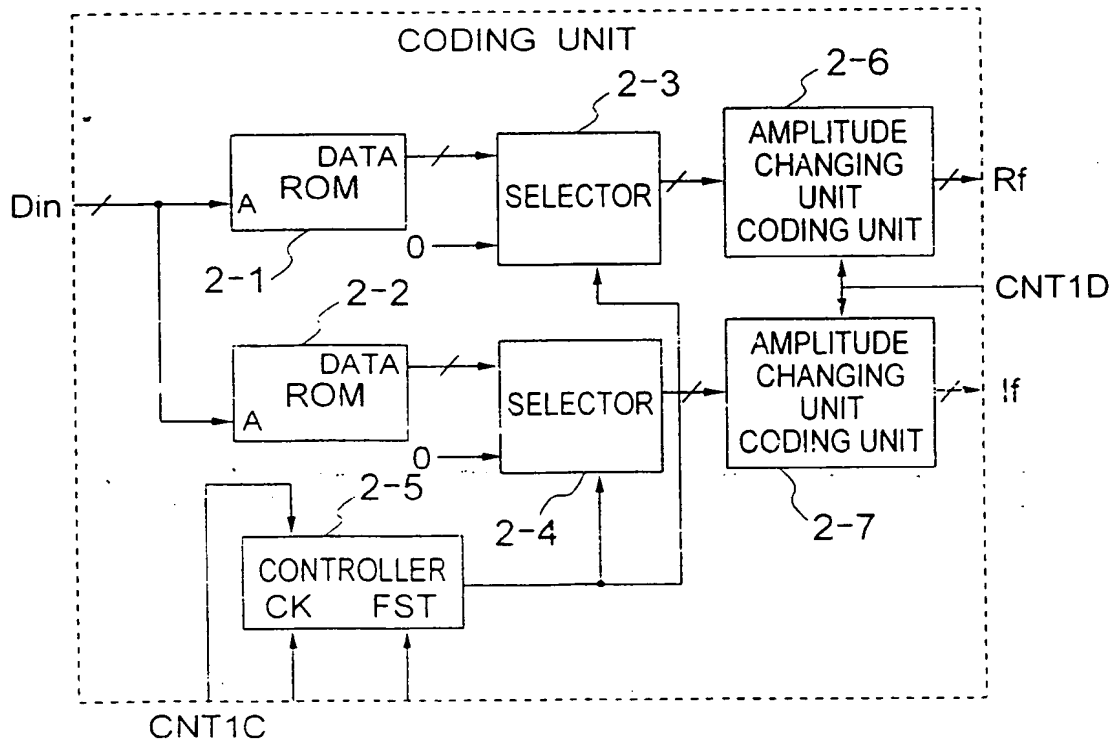 CODING UNIT
2-3
2-6
DATA
ROM
A
Din
2-1
0
SELECTOR
AMPLITUDE
CHANGING
UNIT
CODING UNIT
Rf
CNT1D
2-2
DATA
ROM
A
0
SELECTOR
2-4
AMPLITUDE
CHANGING
UNIT
CODING UNIT
If
2-7
2-5
CONTROLLER
CK FST
CNT1C